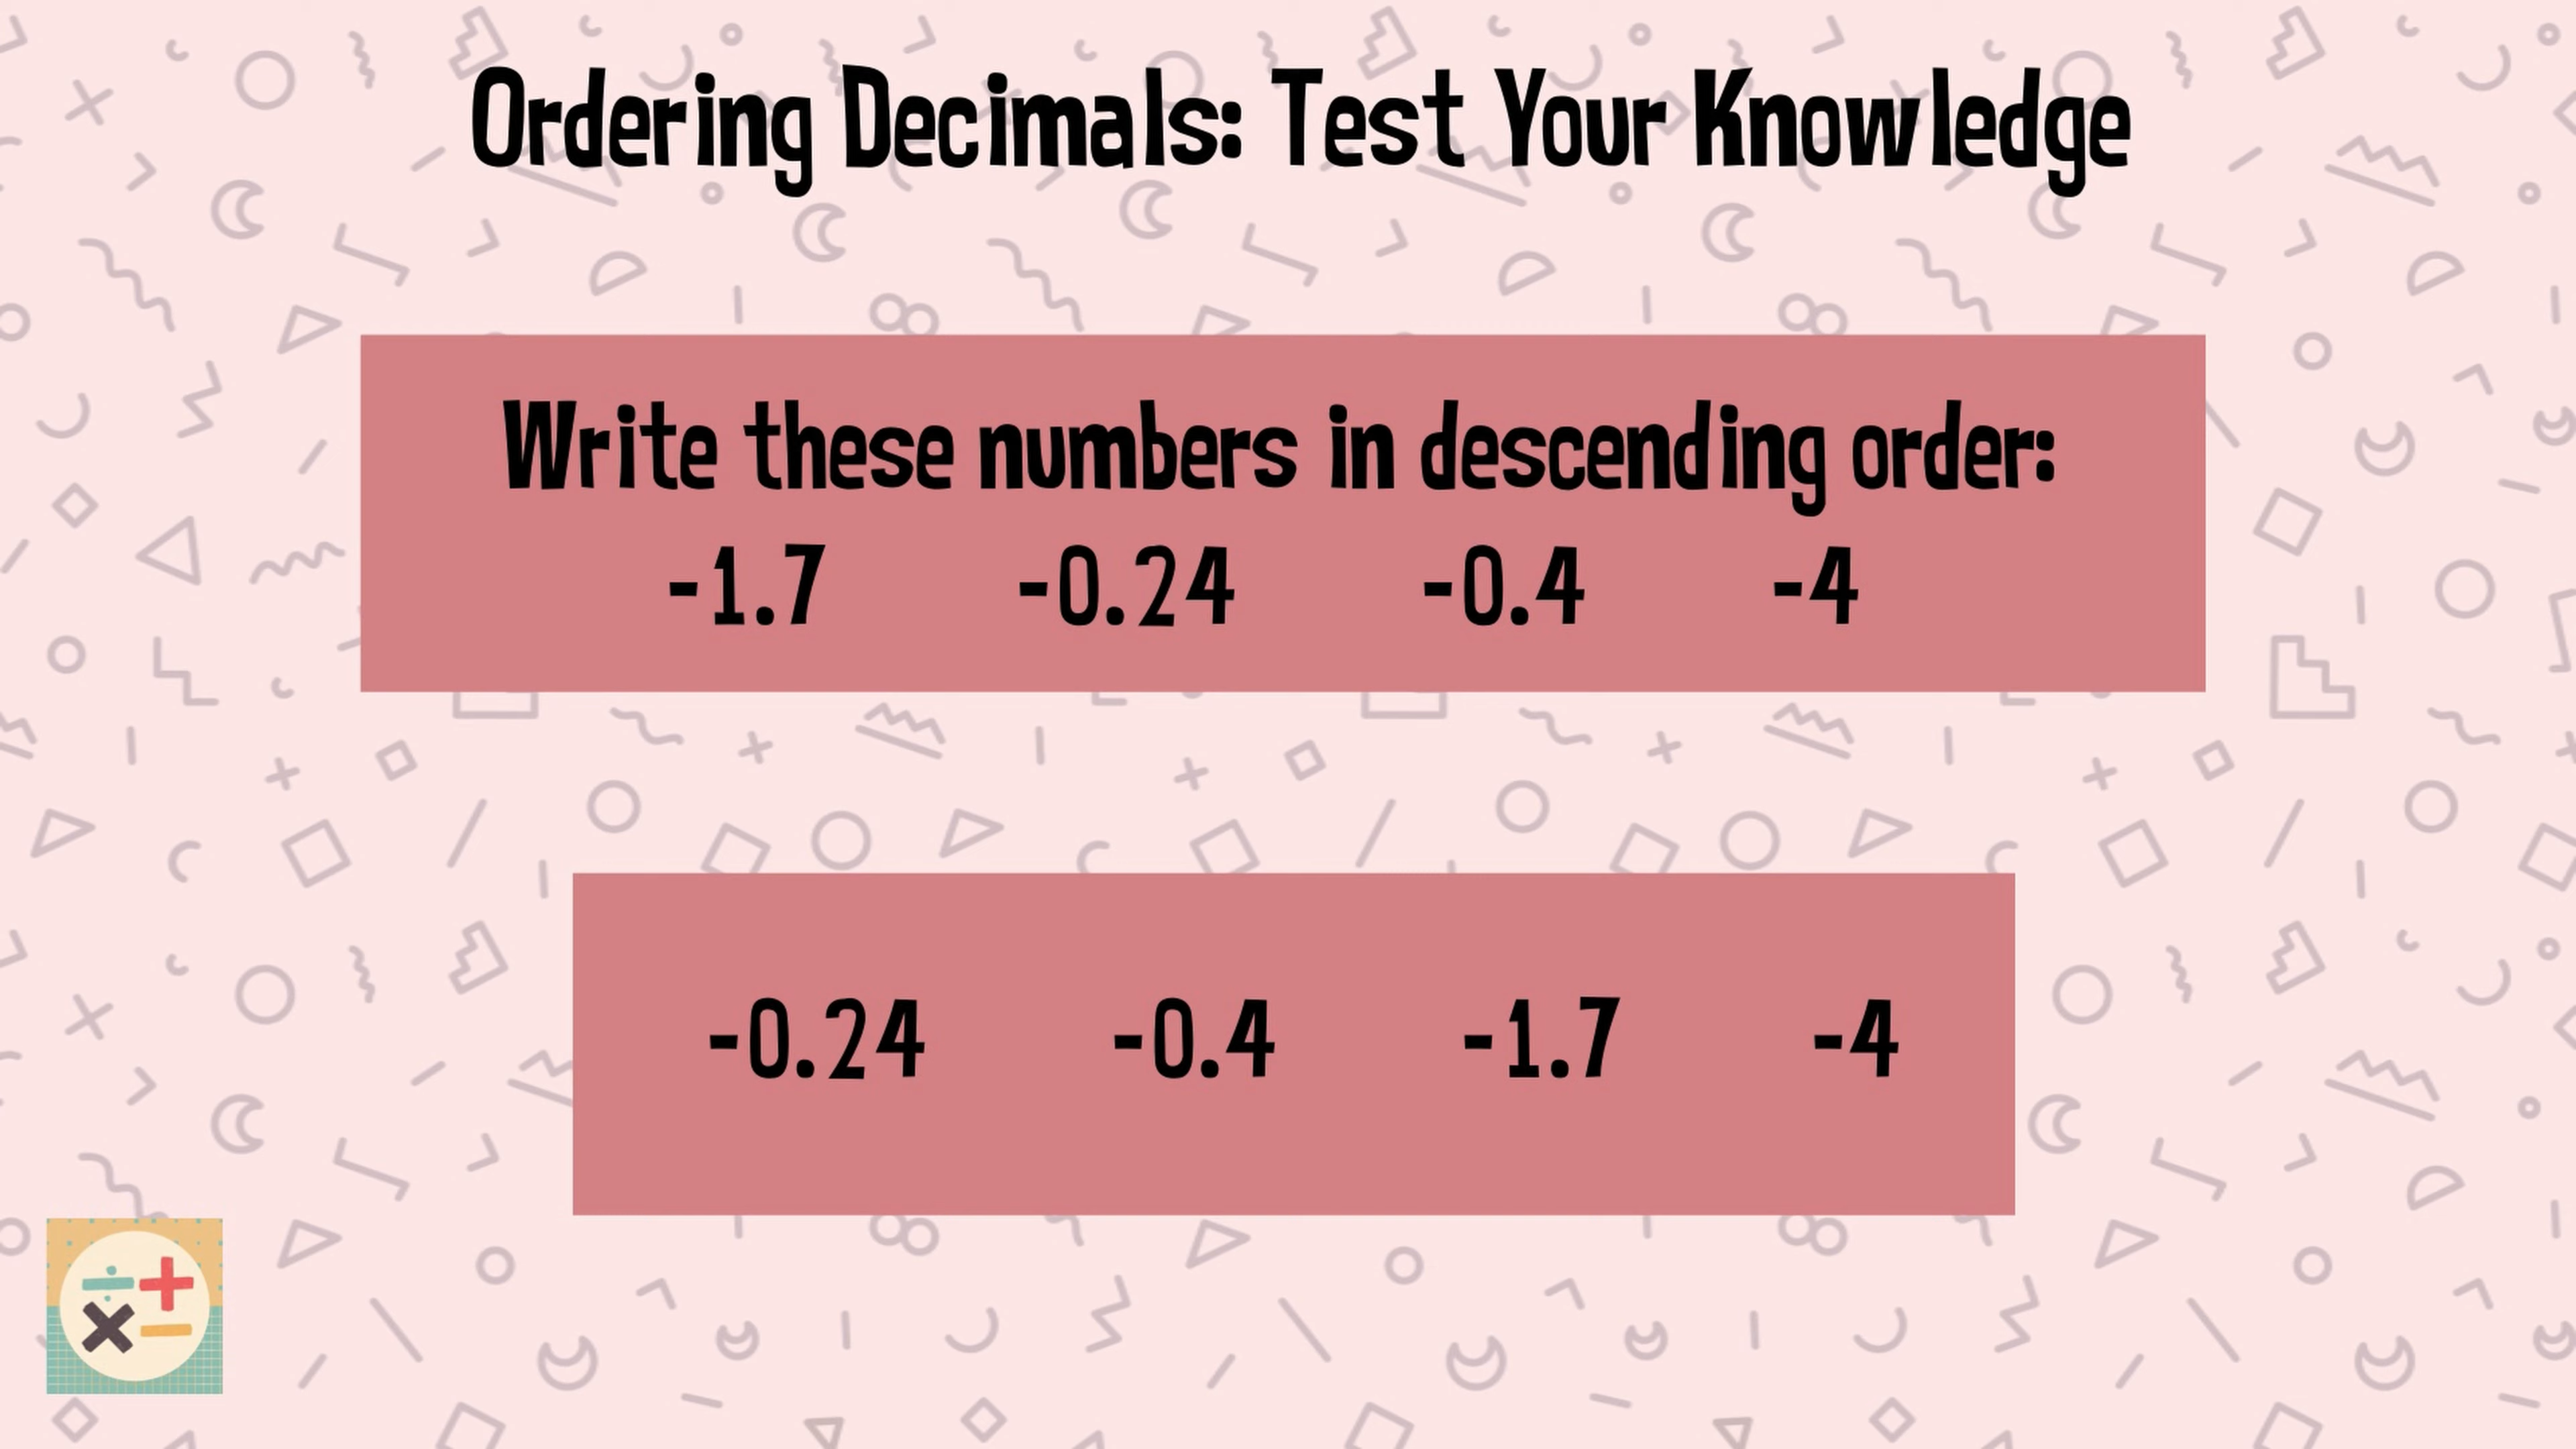 Ordering Decimals: Test Your Knowledge
Write these numbers in descending order:
-1.7 -0.24 -0.4 -4
-0.24 -0.4 -1.7 -4